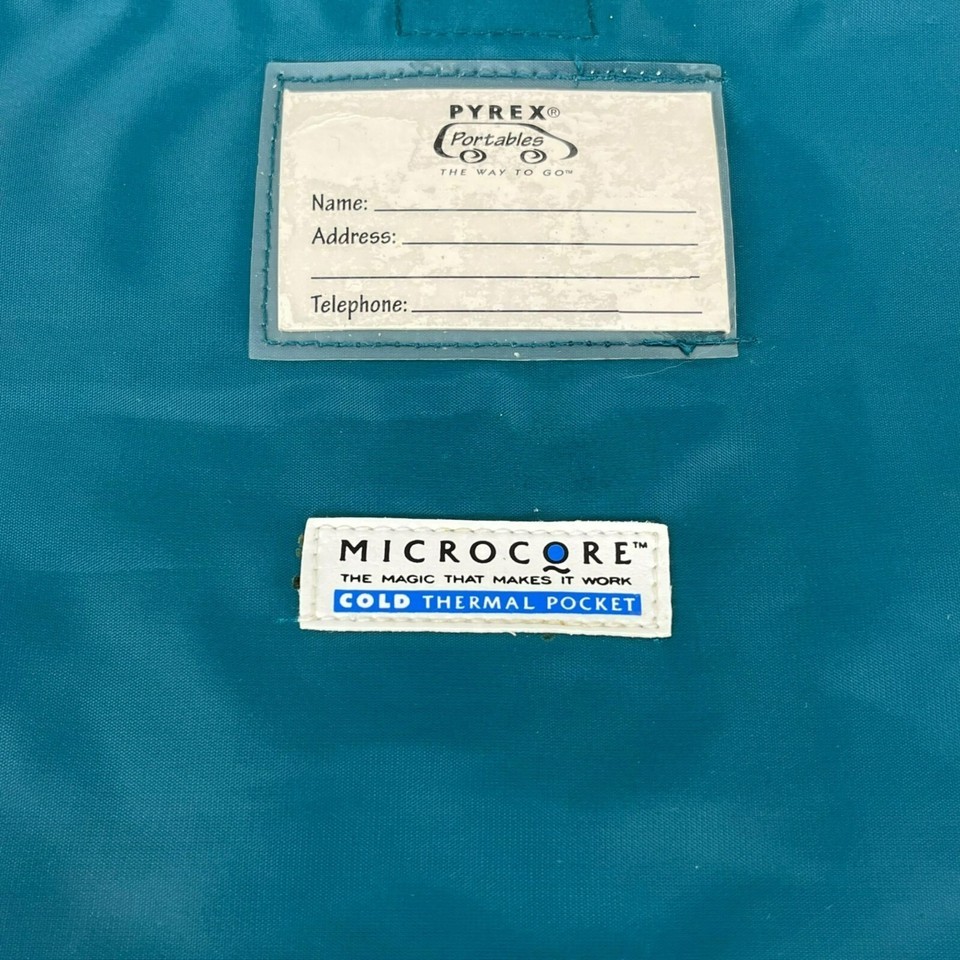 PYREX®
Portables
THE WAY TO GO™
Name:
Address:
Telephone:
MICROCORE™
THE MAGIC THAT MAKES IT WORK
COLD THERMAL POCKET